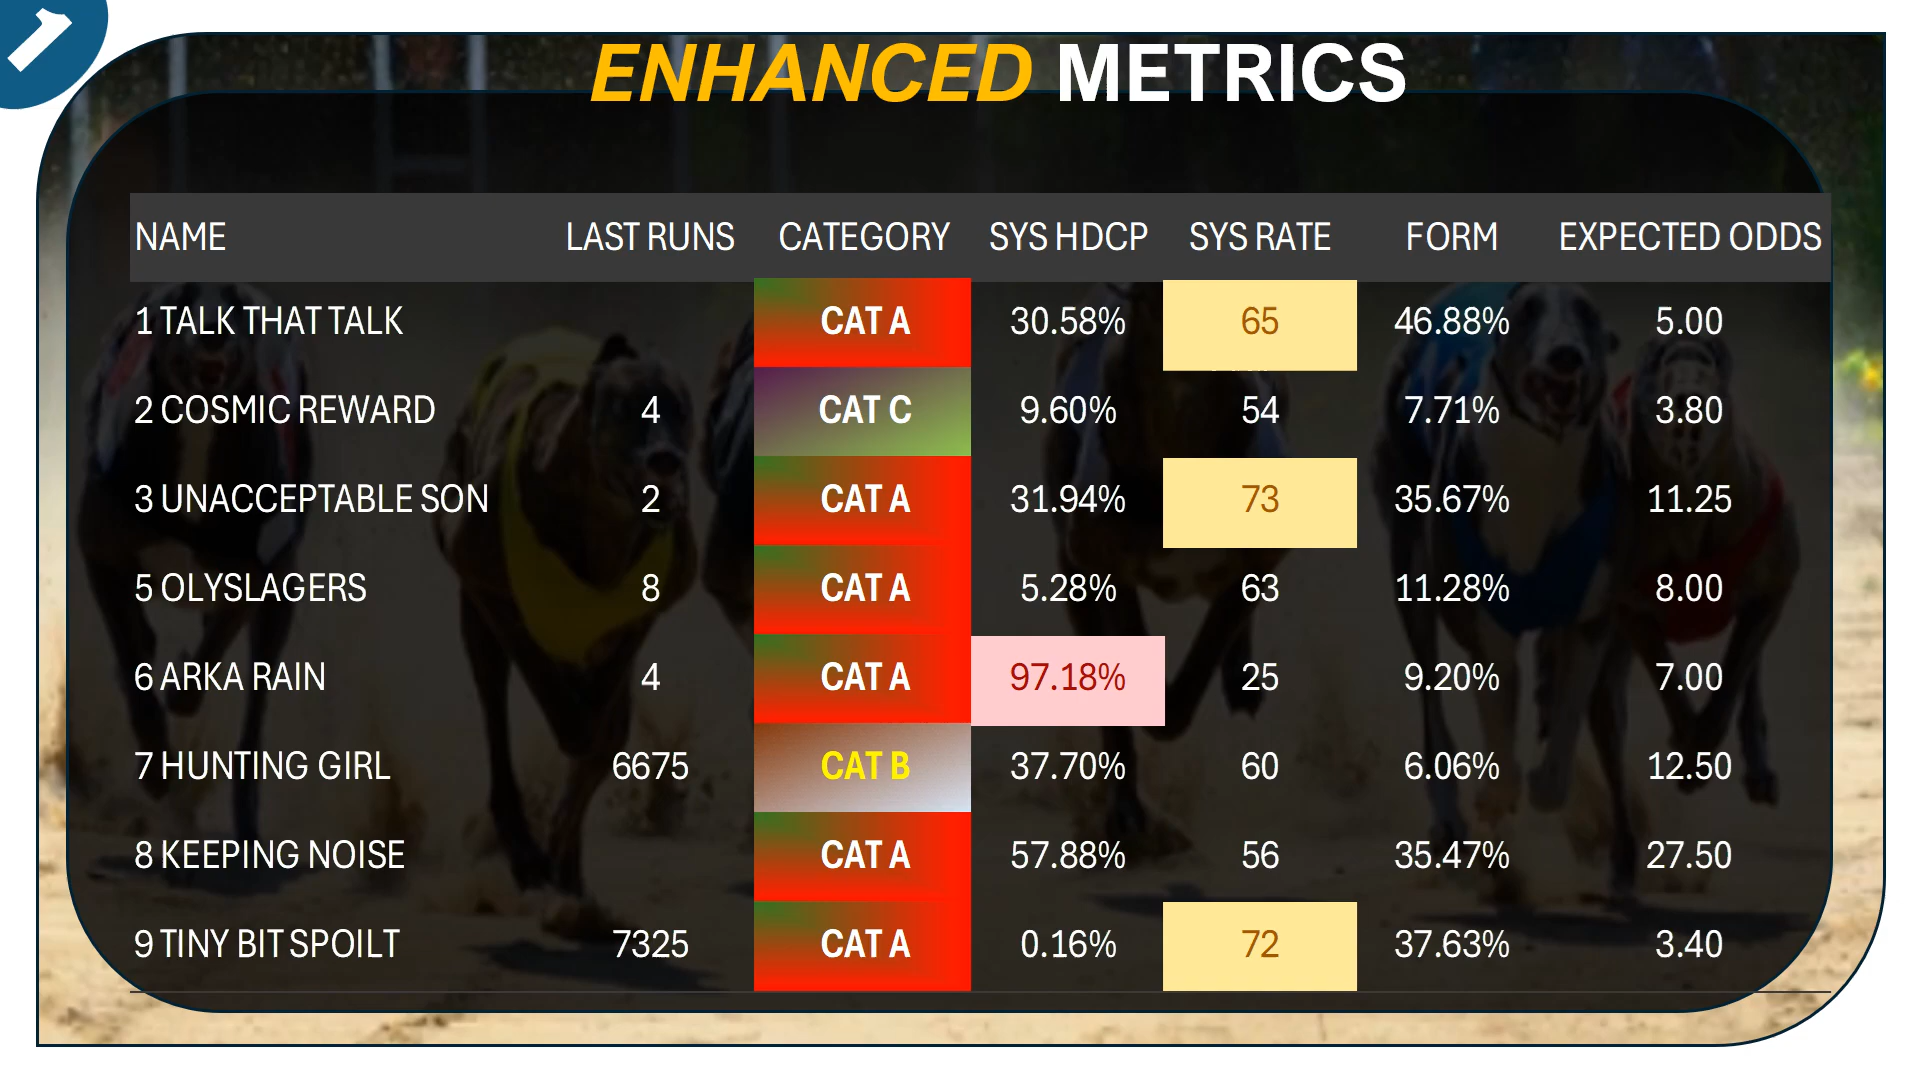 1
ENHANCED METRICS
NAME LAST RUNS CATEGORY SYS HDCP SYS RATE FORM EXPECTED ODDS
1 TALK THAT TALK CAT A 30.58% 65 46.88% 5.00
2 COSMIC REWARD 4 CAT C 9.60% 54 7.71% 3.80
3 UNACCEPTABLE SON 2 CAT A 31.94% 73 35.67% 11.25
5 OLYSLAGERS 8 CAT A 5.28% 63 11.28% 8.00
6 ARKA RAIN 4 CAT A 97.18% 25 9.20% 7.00
7 HUNTING GIRL 6675 CAT B 37.70% 60 6.06% 12.50
8 KEEPING NOISE CAT A 57.88% 56 35.47% 27.50
9 TINY BIT SPOILT 7325 CAT A 0.16% 72 37.63% 3.40